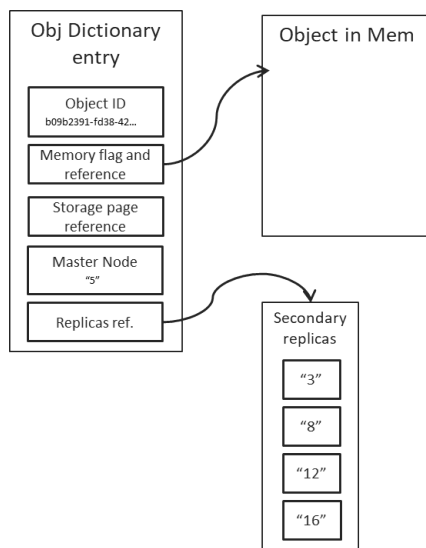 Obj Dictionary
entry
Object ID
b09b2391-fd38-42...
Memory flag and
reference
Storage page
reference
Master Node
“5”
Replicas ref.
Object in Mem
Secondary
replicas
“3”
“8”
“12”
“16”